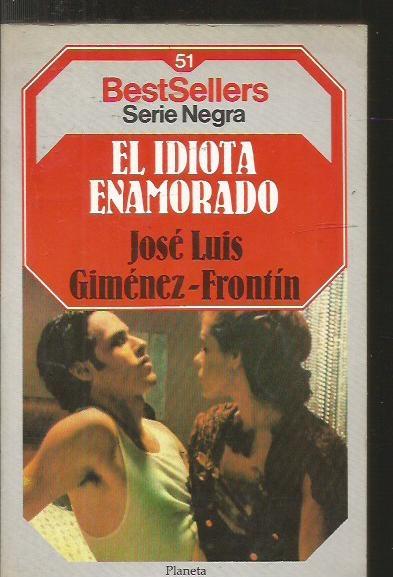 51
BestSellers
Serie Negra
EL IDIOTA
ENAMORADO
José Luis
Giménez-Frontín
Planeta